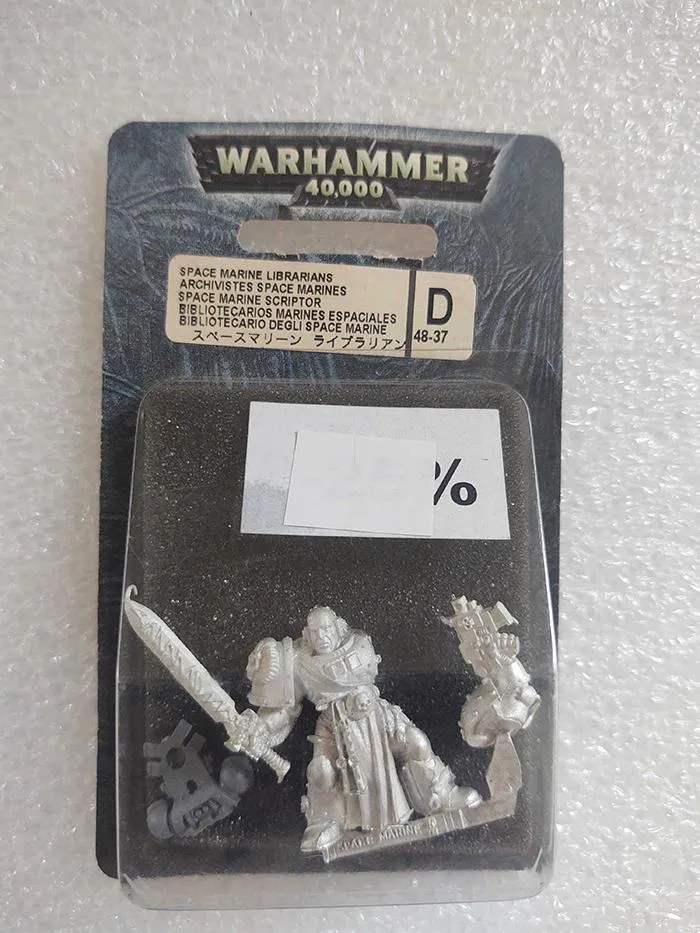 WARHAMMER
40,000
SPACE MARINE LIBRARIANS
ARCHIVISTES SPACE MARINES
SPACE MARINE SCRIPTOR
BIBLIOTECARIOS MARINES ESPACIALES
BIBLIOTECARIO DEGLI SPACE MARINE
スペースマリーン ライブラリアン
D
48-37
%
SPACE MARINE